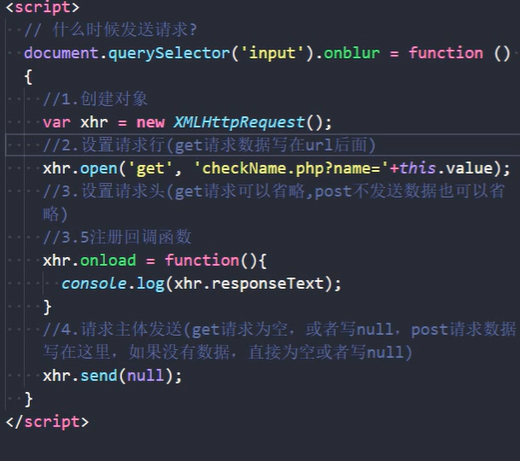 <script>
// 什么时候发送请求?
document.querySelector('input').onblur = function ()
{
//1.创建对象
var xhr = new XMLHttpRequest();
//2.设置请求行(get请求数据写在url后面)
xhr.open('get', 'checkName.php?name='+this.value);
//3.设置请求头(get请求可以省略,post不发送数据也可以省
略)
//3.5注册回调函数
xhr.onload = function(){
console.log(xhr.responseText);
}
//4.请求主体发送(get请求为空，或者写null，post请求数据
写在这里，如果没有数据，直接为空或者写null)
xhr.send(null);
}
</script>